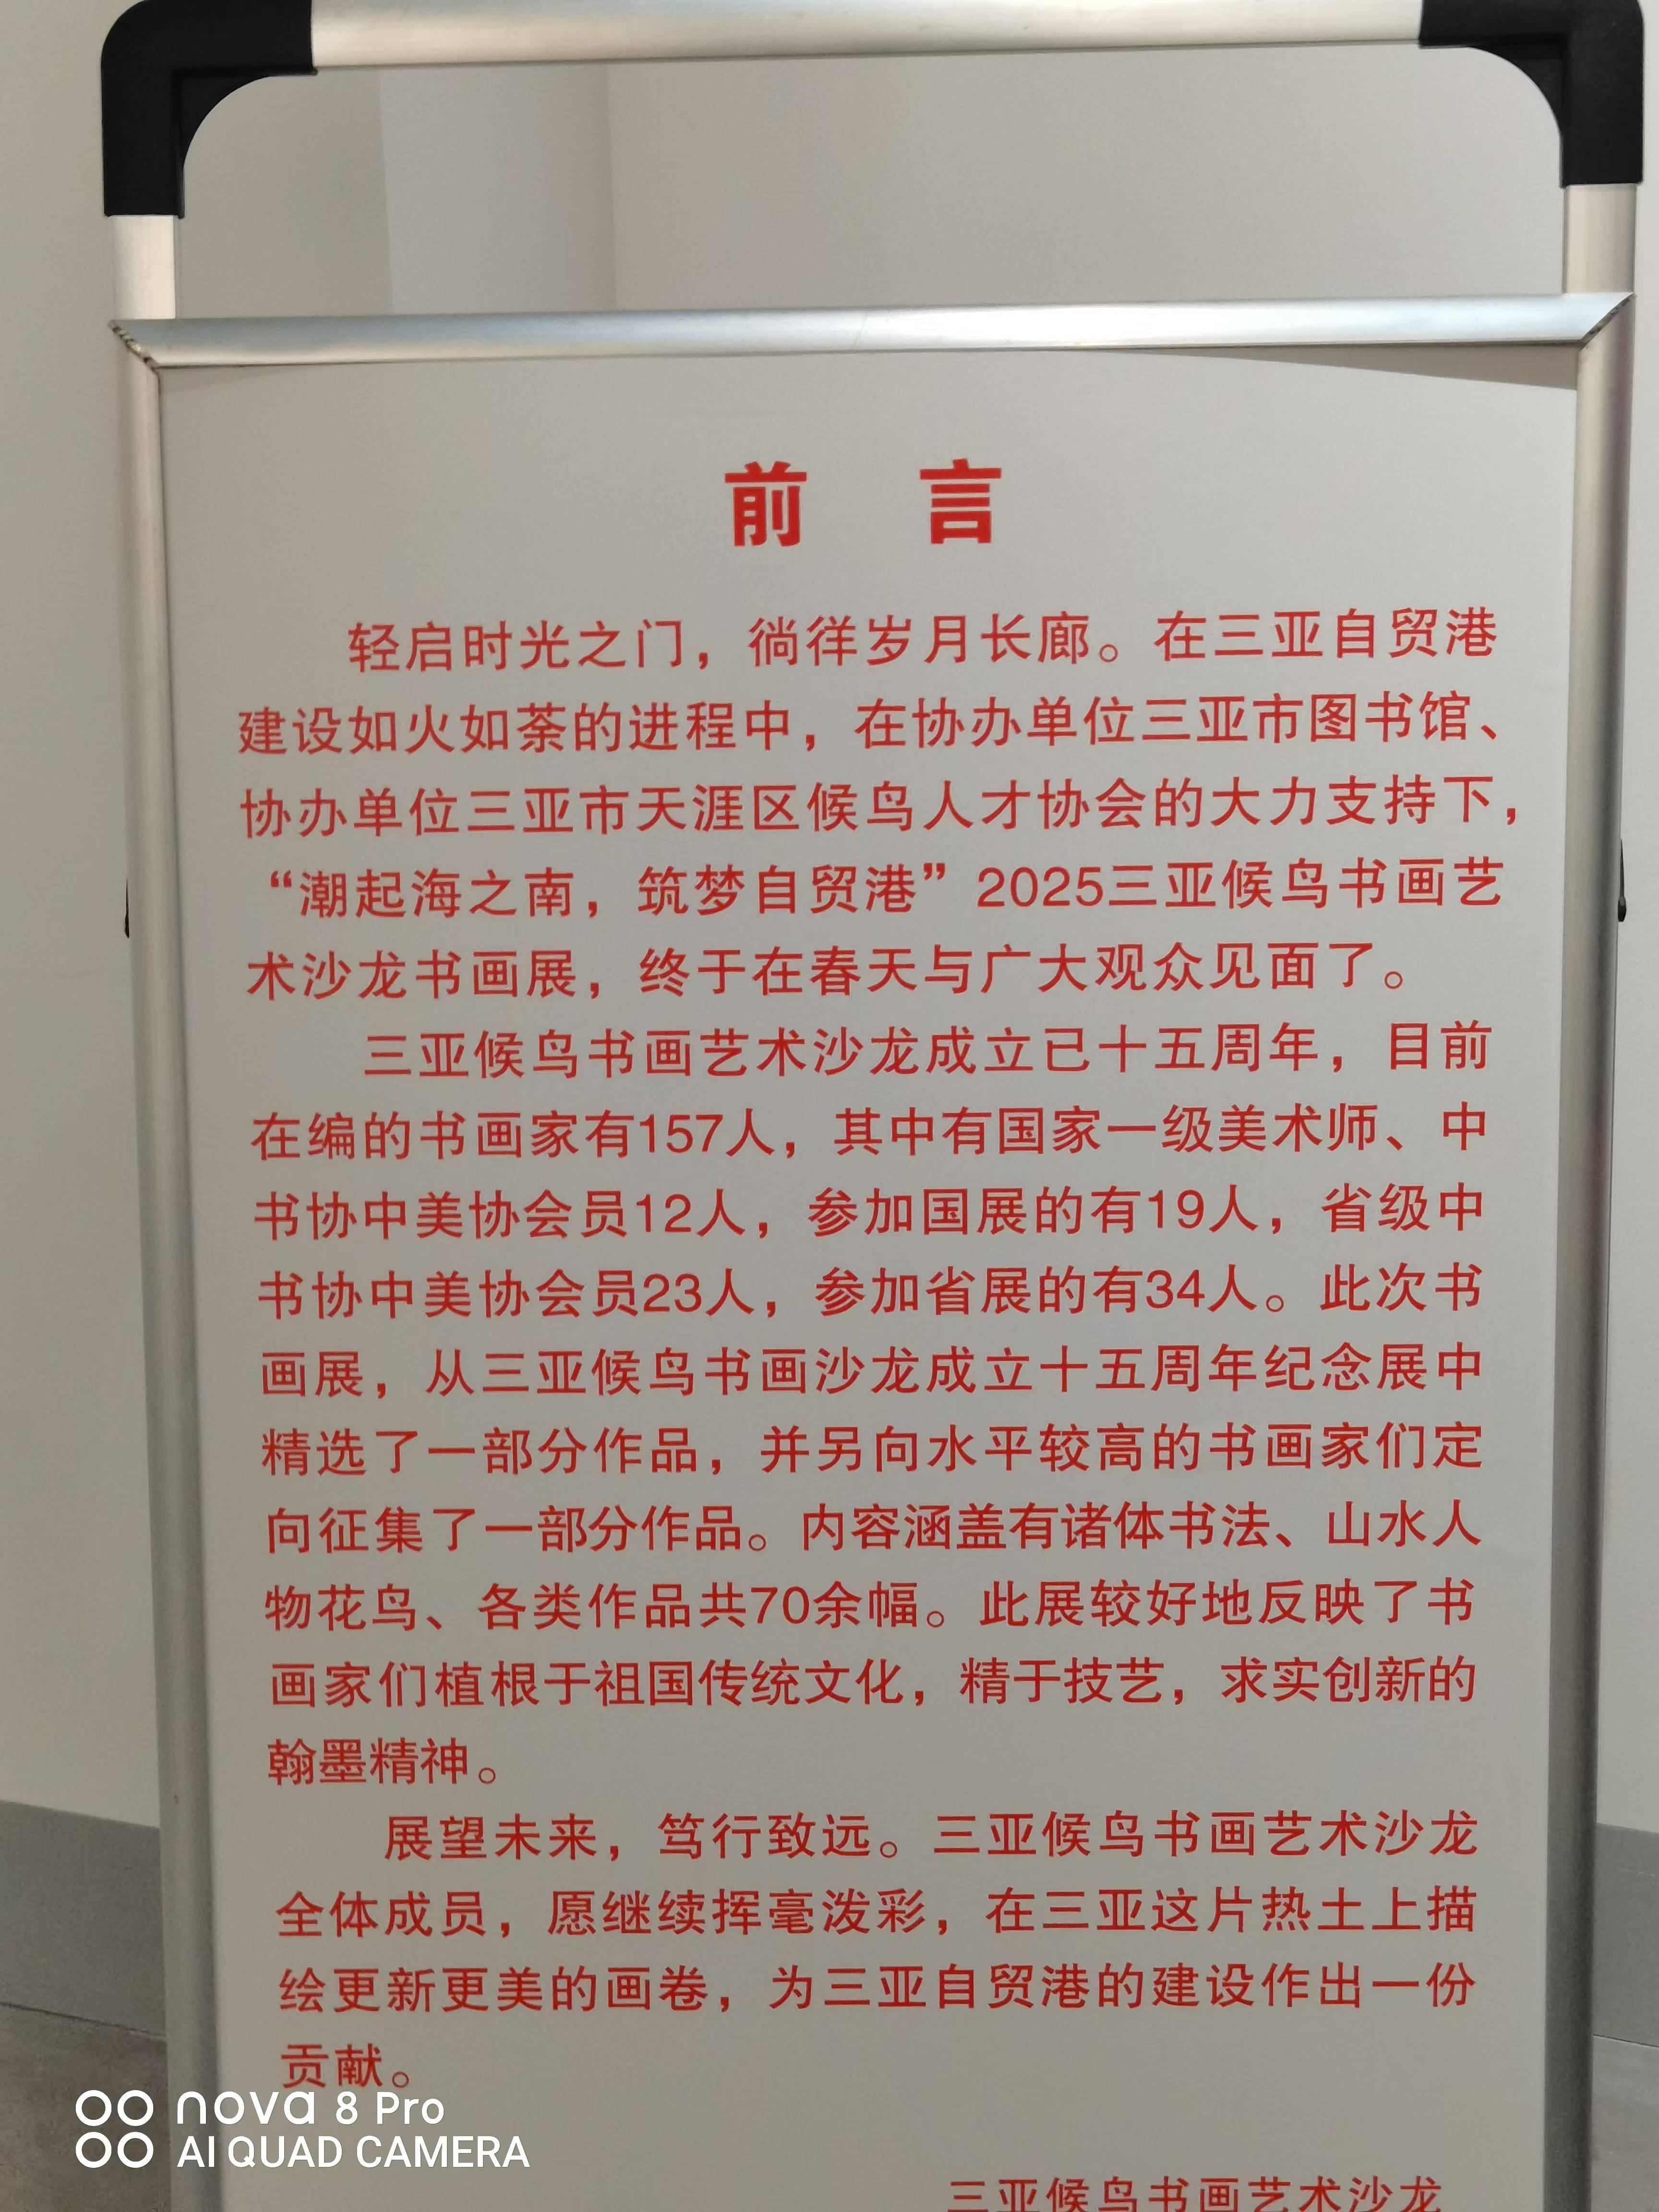 前 言
轻启时光之门，徜徉岁月长廊。在三亚自贸港
建设如火如荼的进程中，在协办单位三亚市图书馆、
协办单位三亚市天涯区候鸟人才协会的大力支持下，
“潮起海之南，筑梦自贸港”2025三亚候鸟书画艺
术沙龙书画展，终于在春天与广大观众见面了。
三亚候鸟书画艺术沙龙成立已十五周年，目前
在编的书画家有157人，其中有国家一级美术师、中
书协中美协会员12人，参加国展的有19人，省级中
书协中美协会员23人，参加省展的有34人。此次书
画展，从三亚候鸟书画沙龙成立十五周年纪念展中
精选了一部分作品，并另向水平较高的书画家们定
向征集了一部分作品。内容涵盖有诸体书法、山水人
物花鸟、各类作品共70余幅。此展较好地反映了书
画家们植根于祖国传统文化，精于技艺，求实创新的
翰墨精神。
展望未来，笃行致远。三亚候鸟书画艺术沙龙
全体成员，愿继续挥毫泼彩，在三亚这片热土上描
绘更新更美的画卷，为三亚自贸港的建设作出一份
贡献。
三亚候鸟书画艺术沙龙
nova 8 Pro
AI QUAD CAMERA